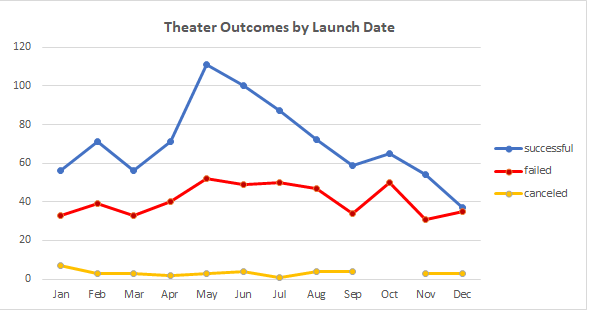 Theater Outcomes by Launch Date
120
100
80
60
40
20
0
Jan Feb Mar Apr May Jun Jul Aug Sep Oct Nov Dec
successful
failed
canceled